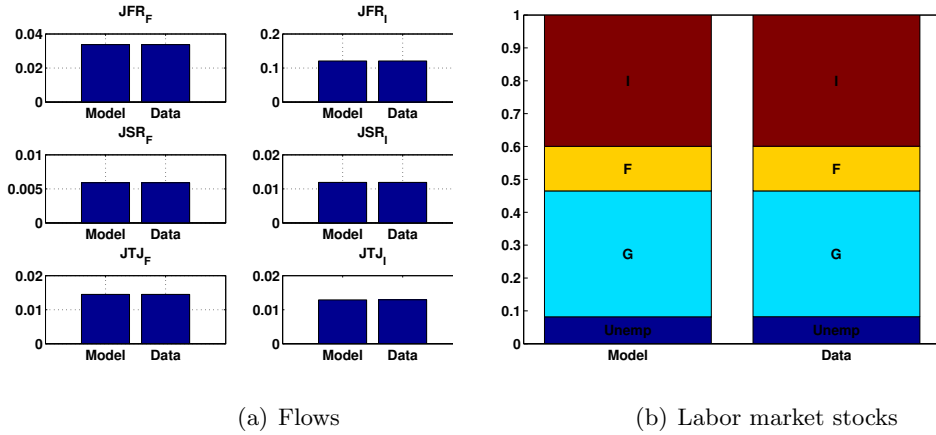 JFR_F
0.04
0.02
0
Model Data
JFR_I
0.2
0.1
0
Model Data
JSR_F
0.01
0.005
0
Model Data
JSR_I
0.02
0.01
0
Model Data
JTJ_F
0.02
0.01
0
Model Data
JTJ_I
0.02
0.01
0
Model Data
(a) Flows
1
0.9
0.8
0.7
0.6
0.5
0.4
0.3
0.2
0.1
0
I I
F F
G G
Unemp Unemp
Model Data
(b) Labor market stocks